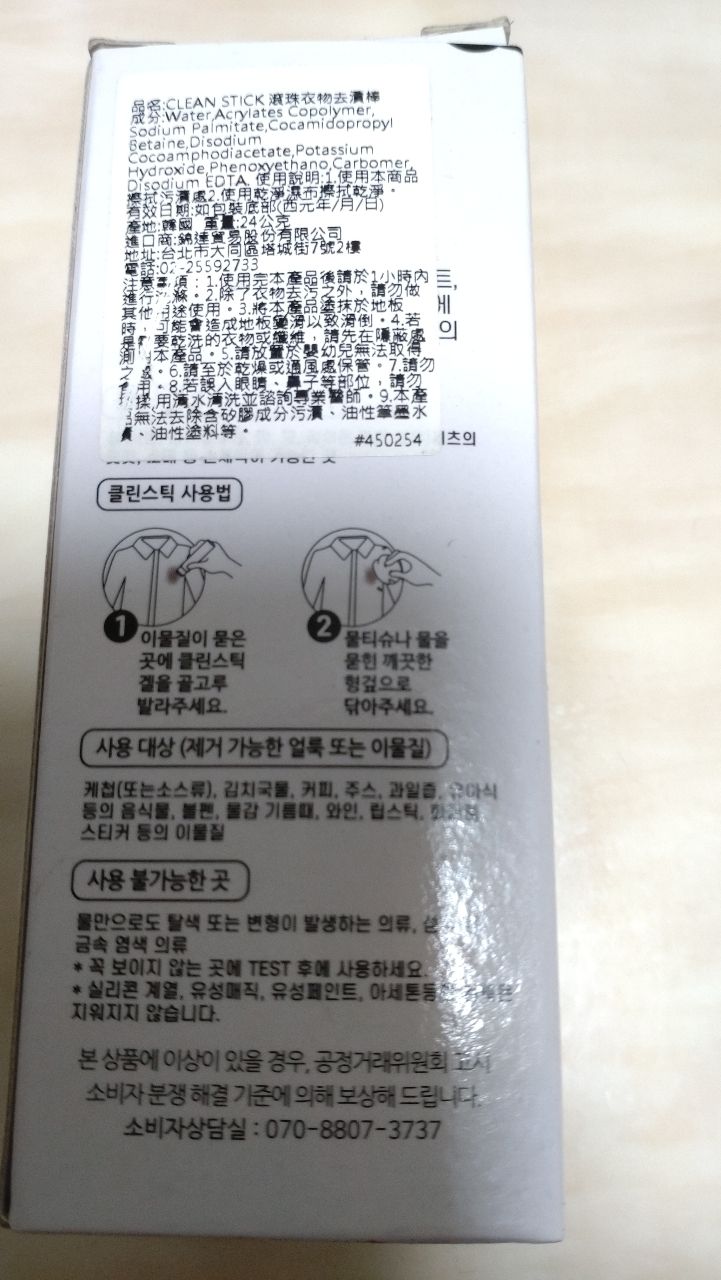 品名:CLEAN STICK 滾珠衣物去漬棒
成分:Water,Acrylates Copolymer,
Sodium Palmitate,Cocamidopropyl
Betaine,Disodium
Cocoamphodiacetate,Potassium
Hydroxide,Phenoxyethano,Carbomer,
Disodium EDTA. 使用說明:1.使用本商品
擦拭污漬處2.使用乾淨濕布擦拭乾淨。
有效日期:如包裝底部(西元年/月/日)
產地:韓國 重量:24公克
進口商:錦達貿易股份有限公司
地址:台北市大同區塔城街7號2樓
電話:02-25592733
注意事項:1.使用完本產品後請於1小時內
進行洗滌。2.除了衣物去污之外,請勿做
其他用途使用。3.將本產品塗抹於地板
時,可能會造成地板變滑以致滑倒。4.若
是需要乾洗的衣物或纖維,請先在隱蔽處
測 本產品。5.請放置於嬰幼兒無法取得
之處。6.請至於乾燥或通風處保管。7.請勿
食用。8.若誤入眼睛、鼻子等部位,請勿
搓揉用清水清洗並諮詢專業醫師。9.本產
品無法去除含矽膠成分污漬、油性筆墨水
漬、油性塗料等。
#450254
트,
에
의
셔츠의
클린스틱 사용법
1 이물질이 묻은
곳에 클린스틱
겔을 골고루
발라주세요.
2 물티슈나 물을
묻힌 깨끗한
헝겊으로
닦아주세요.
사용 대상 (제거 가능한 얼룩 또는 이물질)
케첩(또는소스류), 김치국물, 커피, 주스, 과일즙, 유아식
등의 음식물, 볼펜, 물감 기름때, 와인, 립스틱,
스티커 등의 이물질
사용 불가능한 곳
물만으로도 탈색 또는 변형이 발생하는 의류,
금속 염색 의류
* 꼭 보이지 않는 곳에 TEST 후에 사용하세요.
* 실리콘 계열, 유성매직, 유성페인트, 아세톤등
지워지지 않습니다.
본 상품에 이상이 있을 경우, 공정거래위원회 고시
소비자 분쟁 해결 기준에 의해 보상해 드립니다.
소비자상담실 : 070-8807-3737